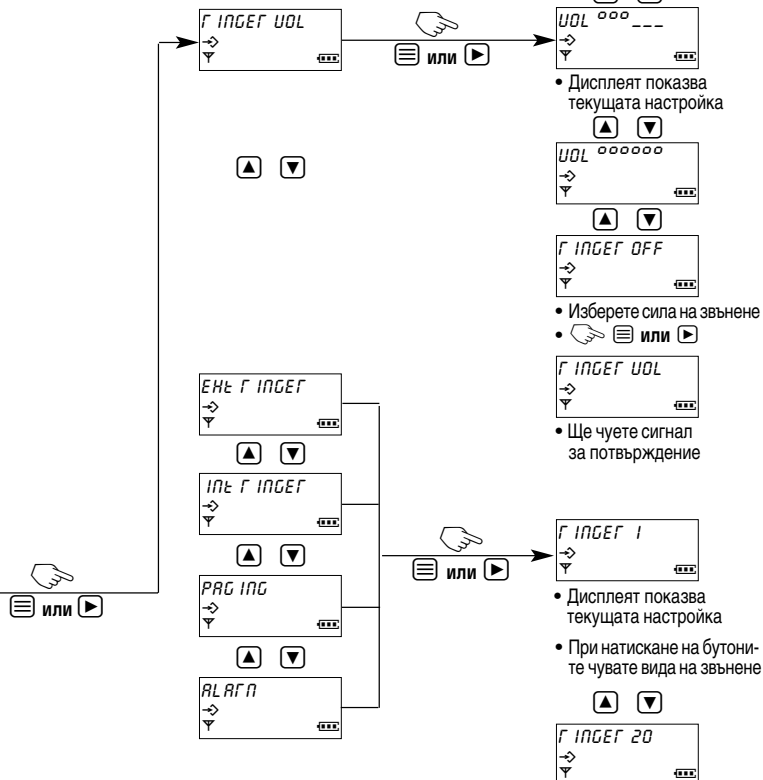 RINGER VOL
или
VOL
• Дисплеят показва
текущата настройка
VOL
RINGER OFF
• Изберете сила на звънене
• или
RINGER VOL
• Ще чуете сигнал
за потвърждение
EXt RINGER
INt RINGER
PAGING
ALARM
или
или
RINGER 1
• Дисплеят показва
текущата настройка
• При натискане на бутони-
те чувате вида на звънене
RINGER 20